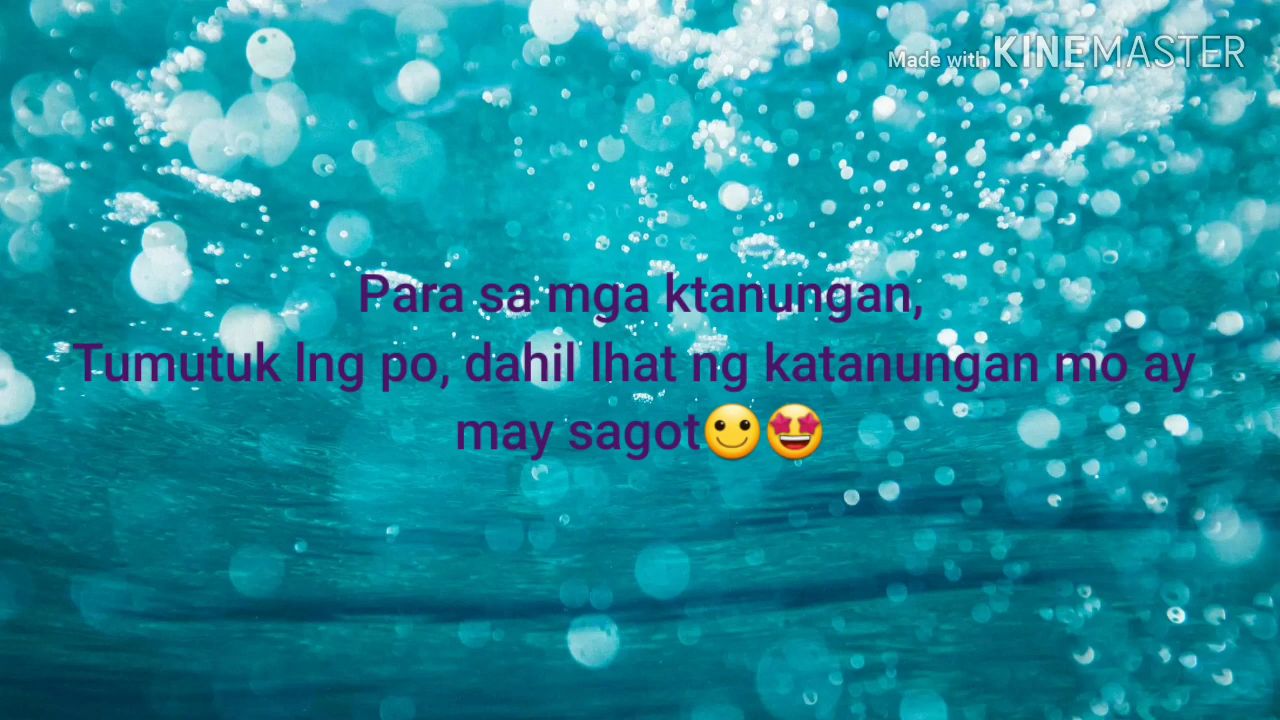 Made with KINEMASTER
Para sa mga ktanungan,
Tumutuk lng po, dahil lhat ng katanungan mo ay
may sagot🙂🤩